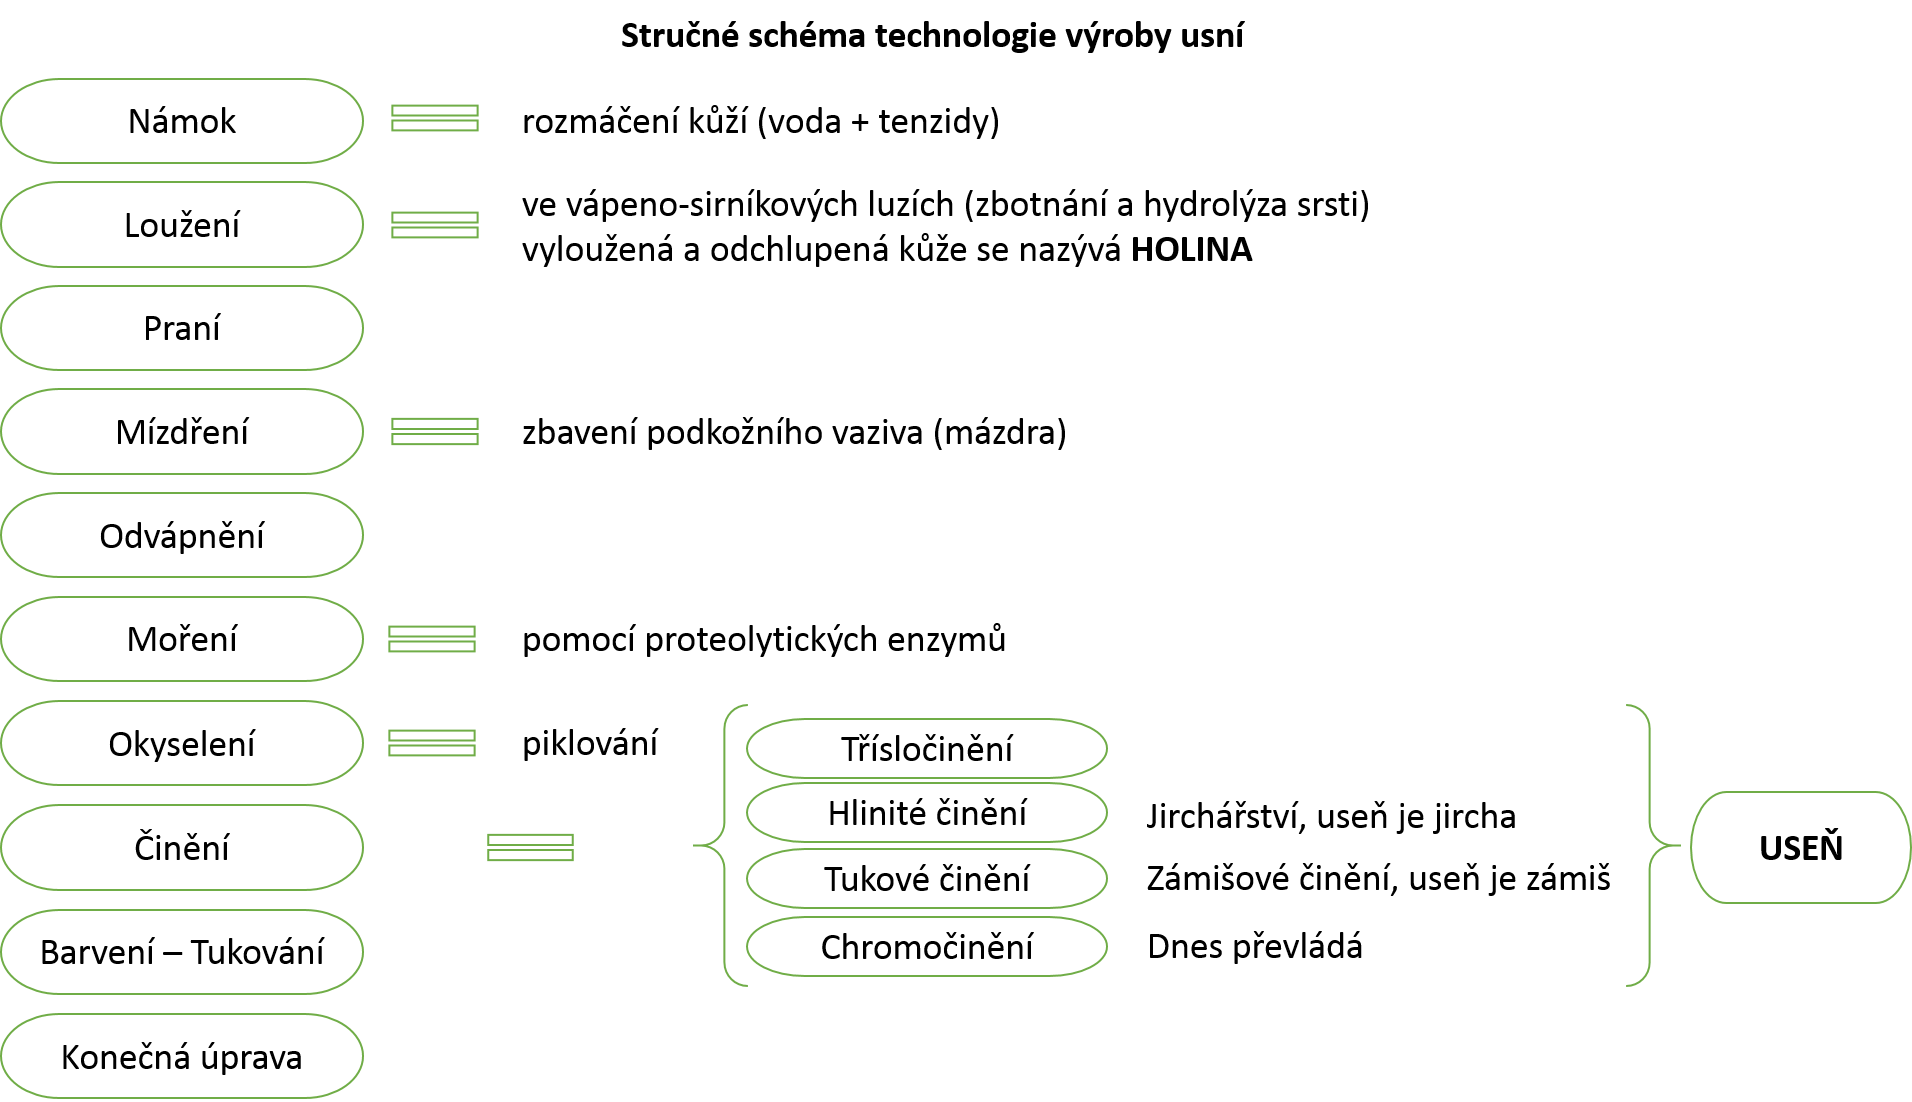 Stručné schéma technologie výroby usní
Námok
rozmáčení kůží (voda + tenzidy)
Loužení
ve vápeno-sirníkových luzích (zbotnání a hydrolýza srsti)
vyloužená a odchlupená kůže se nazývá HOLINA
Praní
Mízdření
zbavení podkožního vaziva (mázdra)
Odvápnění
Moření
pomocí proteolytických enzymů
Okyselení
piklování
Činění
Třísločinění
Hlinité činění
Jirchářství, useň je jircha
Tukové činění
Zámišové činění, useň je zámiš
Chromočinění
Dnes převládá
USEŇ
Barvení – Tukování
Konečná úprava